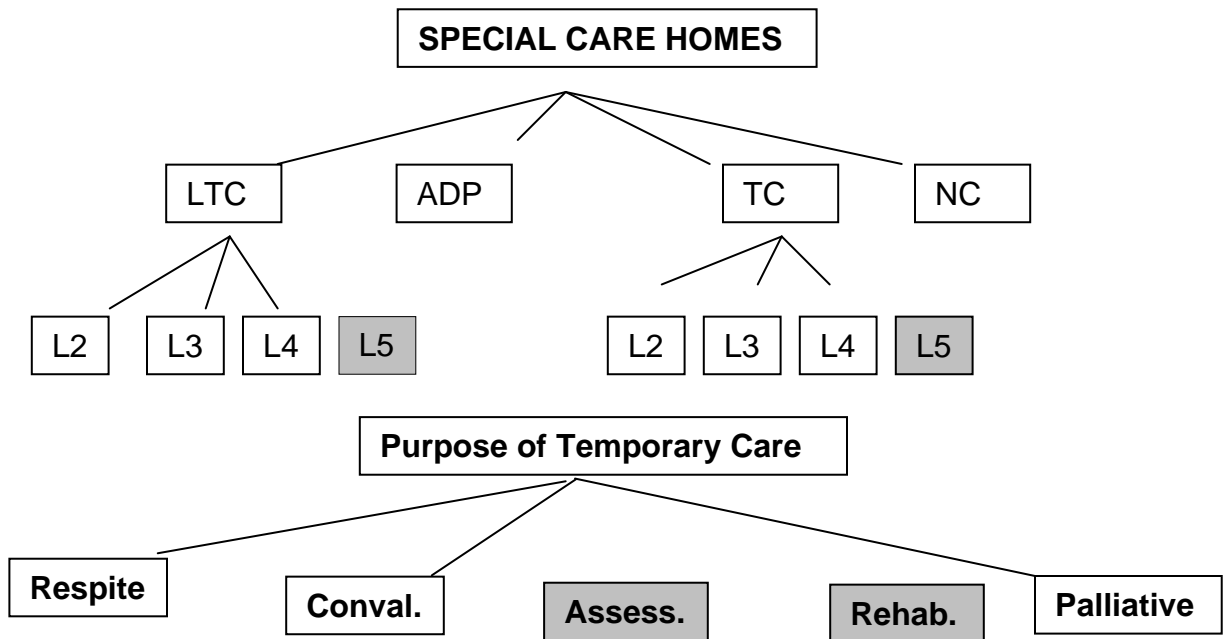 SPECIAL CARE HOMES
LTC ADP TC NC
L2 L3 L4 L5 L2 L3 L4 L5
Purpose of Temporary Care
Respite Conval. Assess. Rehab. Palliative